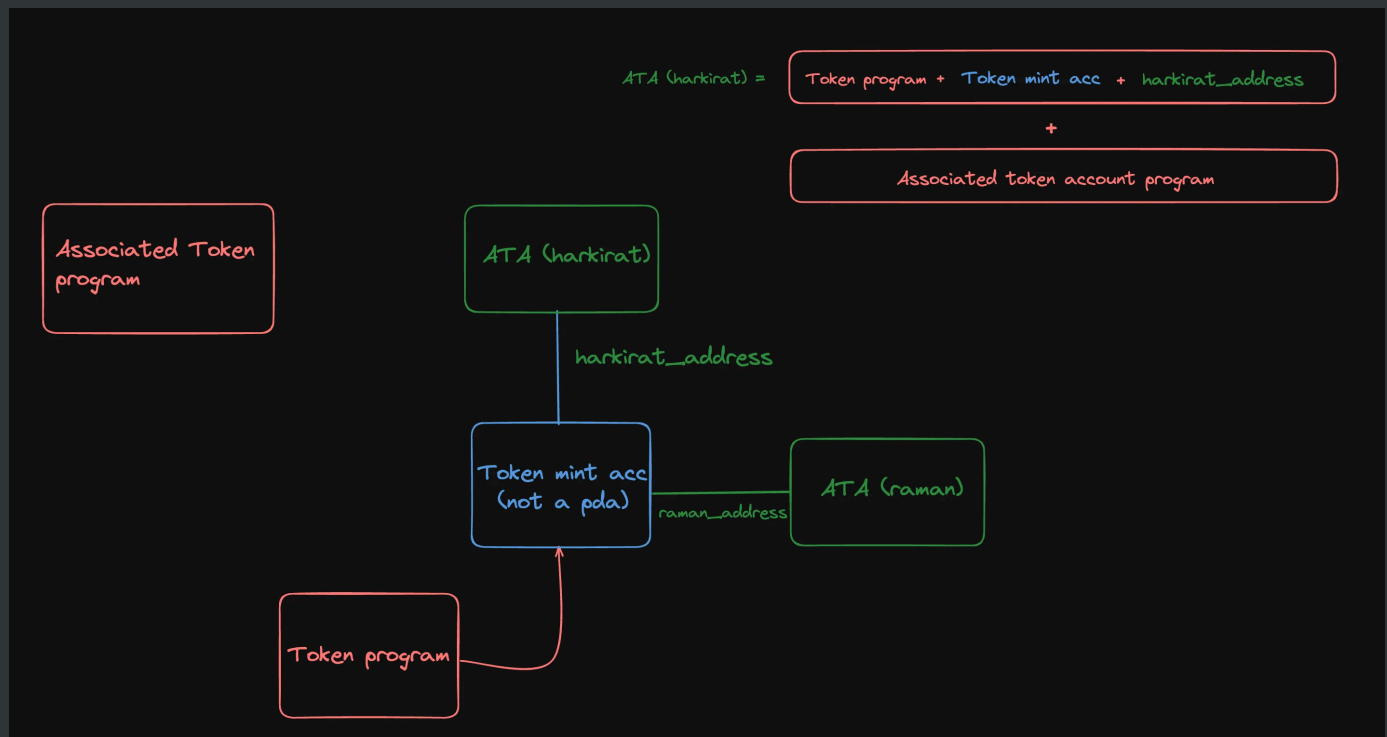 ATA (harkirat) =
Token program + Token mint acc + harkirat_address
+
Associated token account program
Associated Token
program
ATA (harkirat)
harkirat_address
Token mint acc
(not a pda)
raman_address
ATA (raman)
Token program